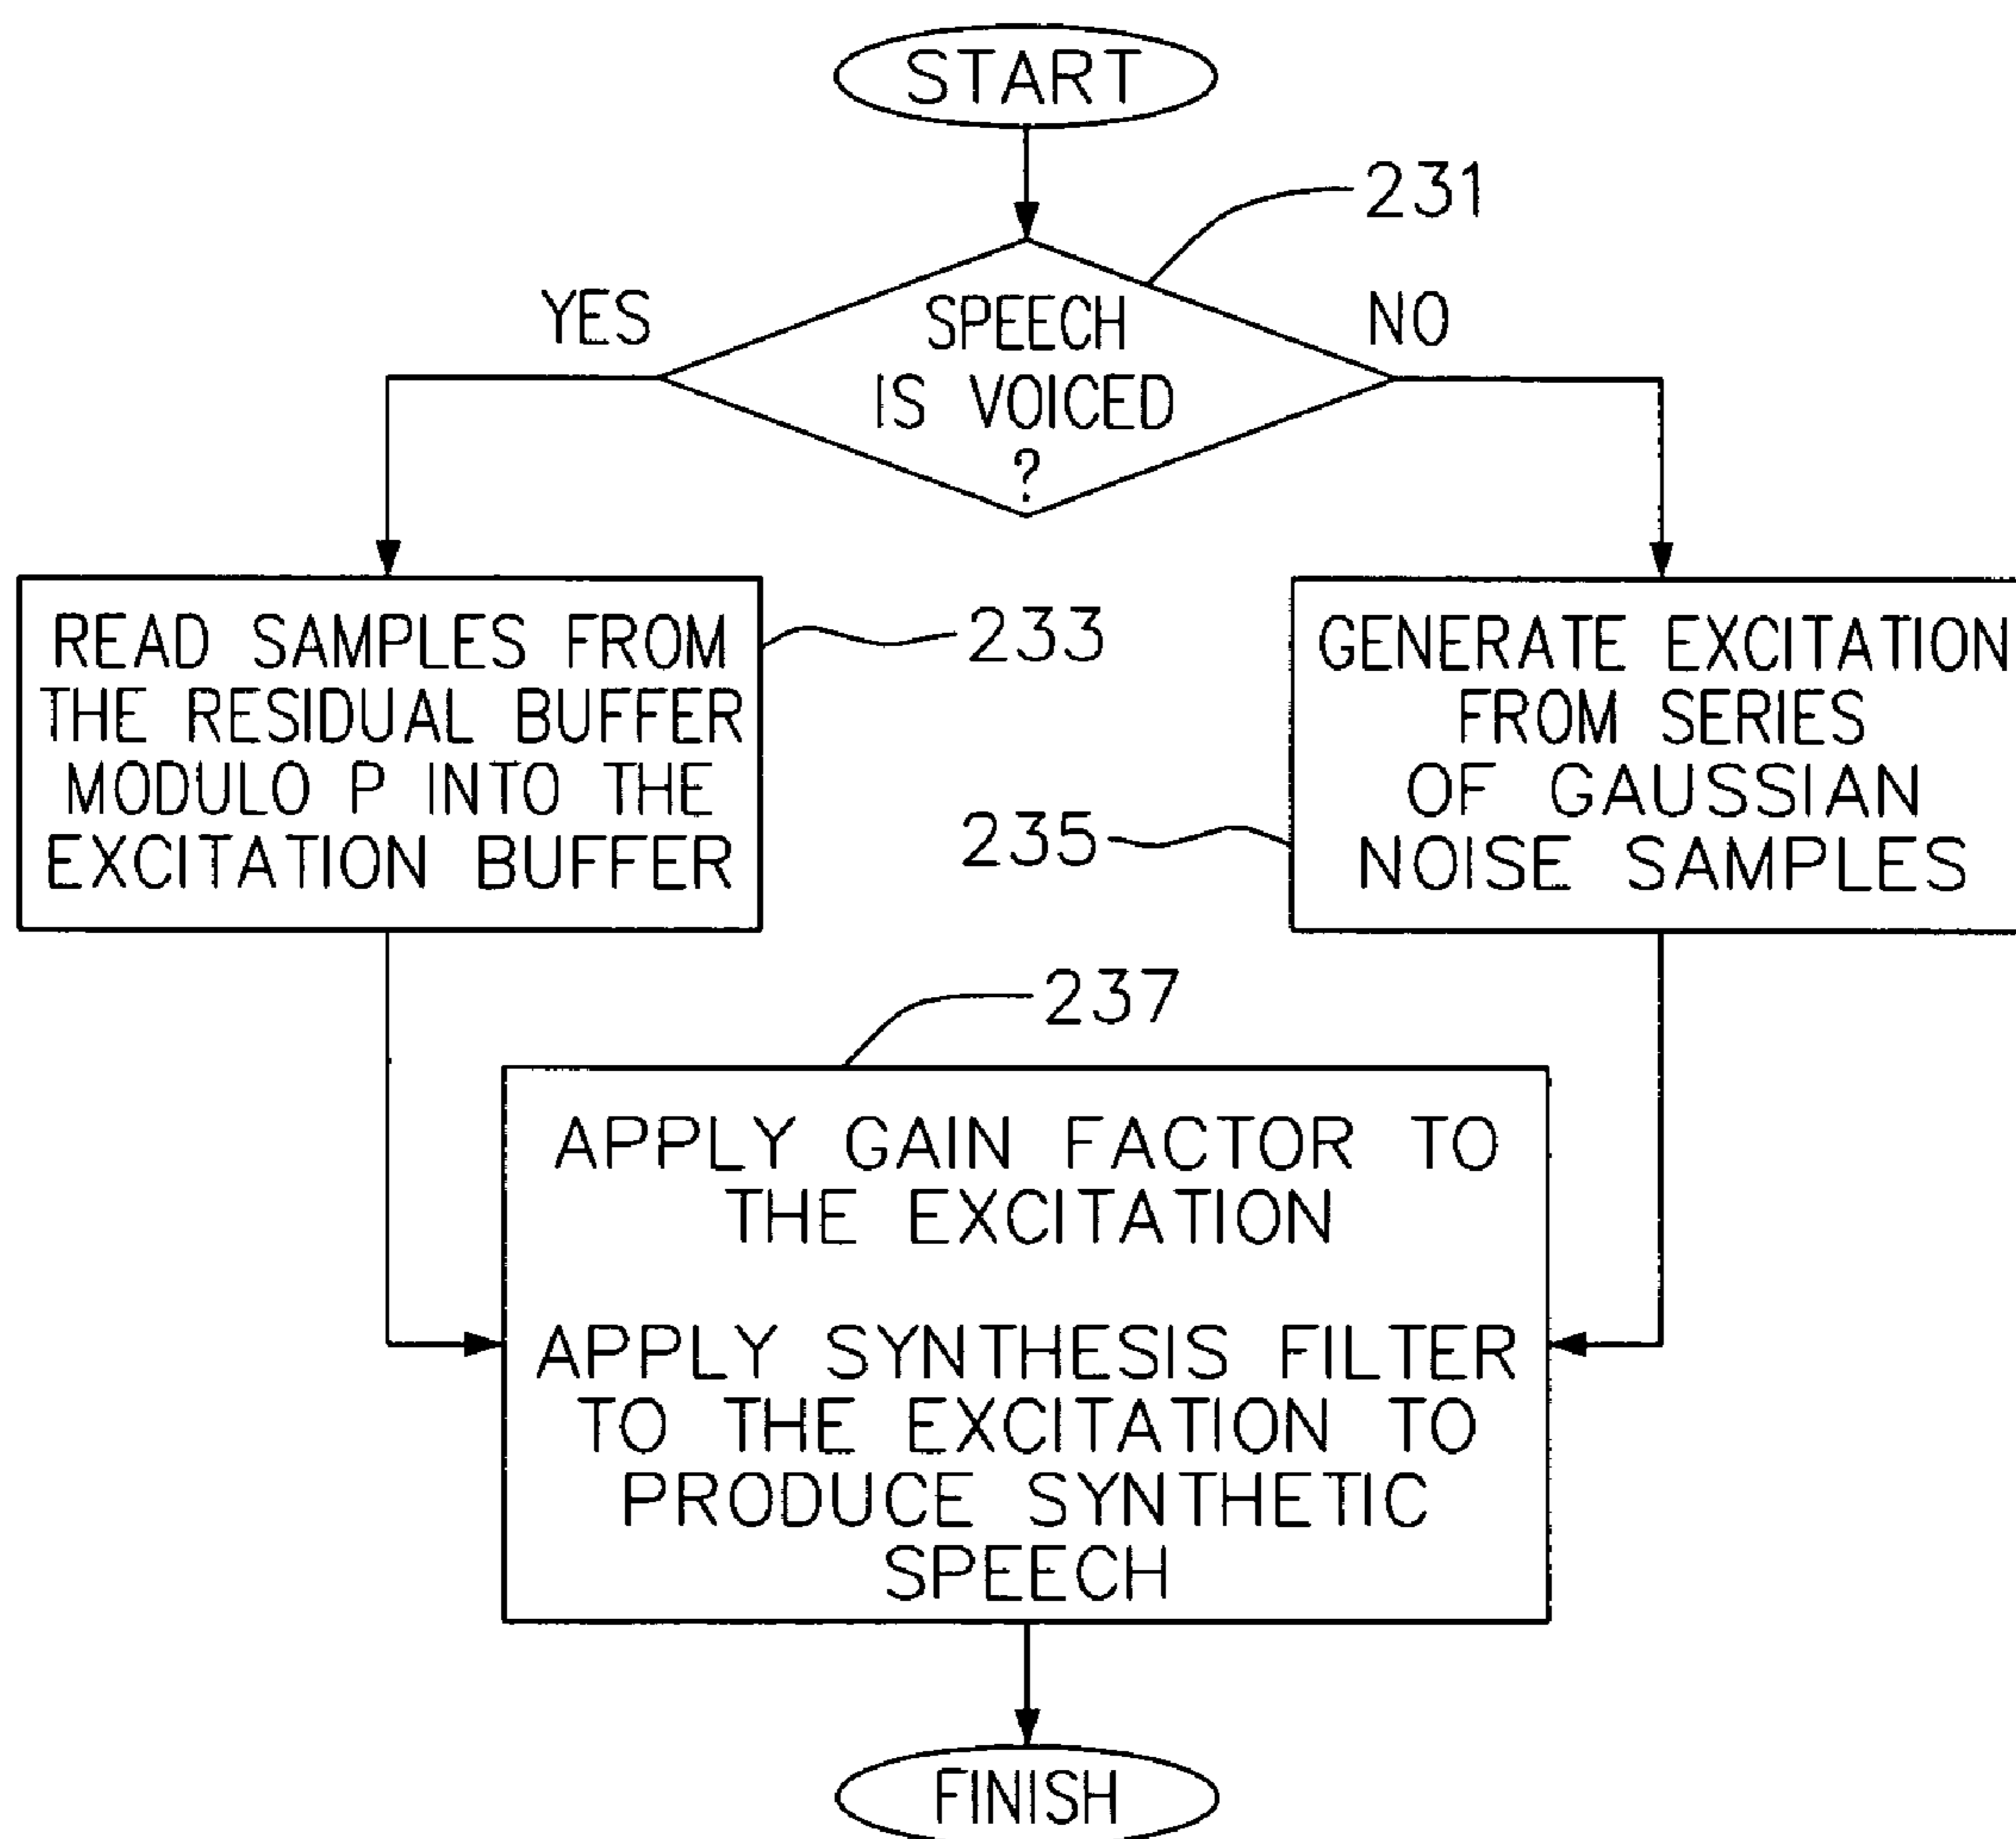 START
231
YES
NO
SPEECH
IS VOICED
?
READ SAMPLES FROM
THE RESIDUAL BUFFER
MODULO P INTO THE
EXCITATION BUFFER
233
GENERATE EXCITATION
FROM SERIES
OF GAUSSIAN
NOISE SAMPLES
235
237
APPLY GAIN FACTOR TO
THE EXCITATION
APPLY SYNTHESIS FILTER
TO THE EXCITATION TO
PRODUCE SYNTHETIC
SPEECH
FINISH